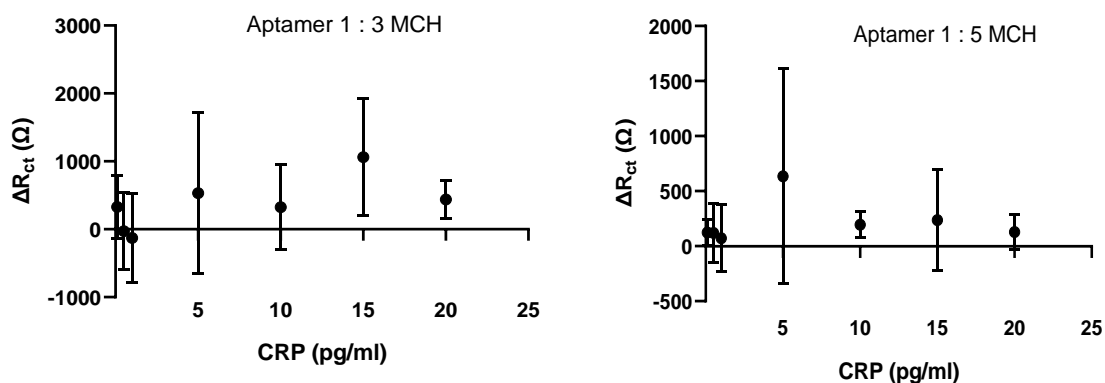 Aptamer 1 : 3 MCH
3000
2000
1000
0
-1000
ΔRct (Ω)
5 10 15 20 25
CRP (pg/ml)
Aptamer 1 : 5 MCH
2000
1500
1000
500
0
-500
ΔRct (Ω)
5 10 15 20 25
CRP (pg/ml)